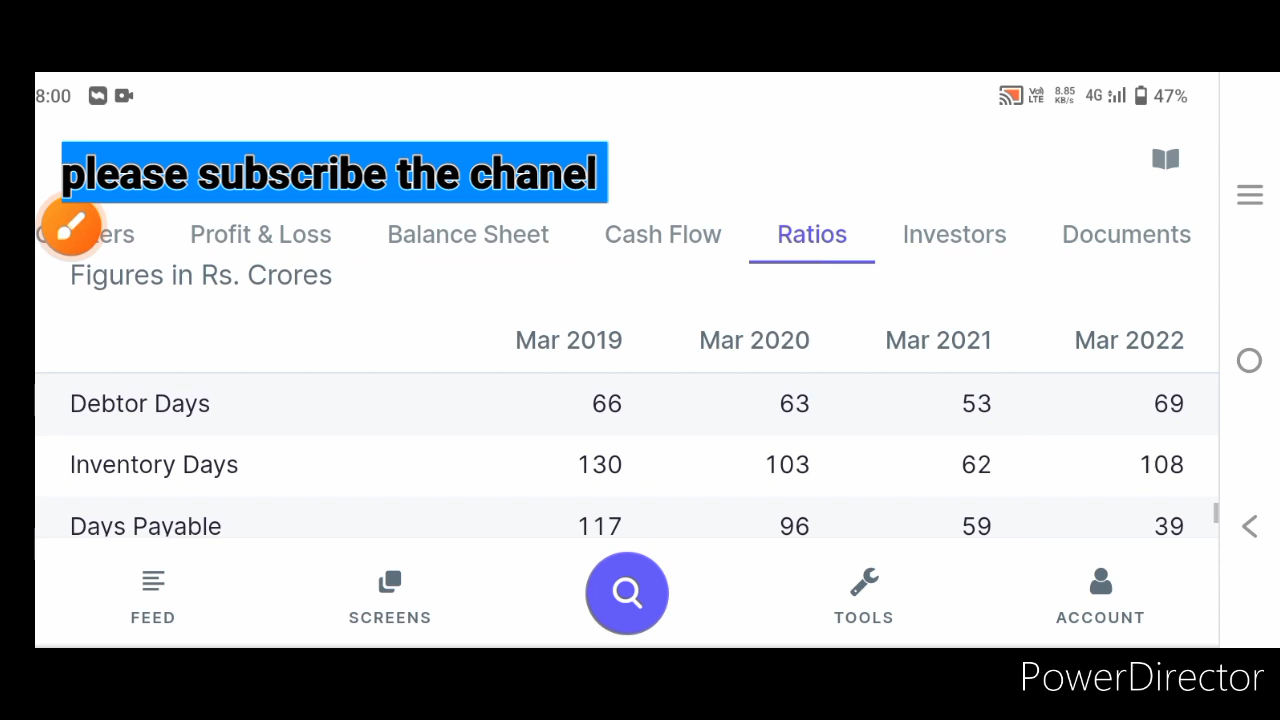 8:00 Vo) LTE 8.85 KB/s 4G 47%
please subscribe the chanel
Profit & Loss Balance Sheet Cash Flow Ratios Investors Documents
Figures in Rs. Crores
Mar 2019 Mar 2020 Mar 2021 Mar 2022
Debtor Days 66 63 53 69
Inventory Days 130 103 62 108
Days Payable 117 96 59 39
FEED SCREENS TOOLS ACCOUNT
PowerDirector